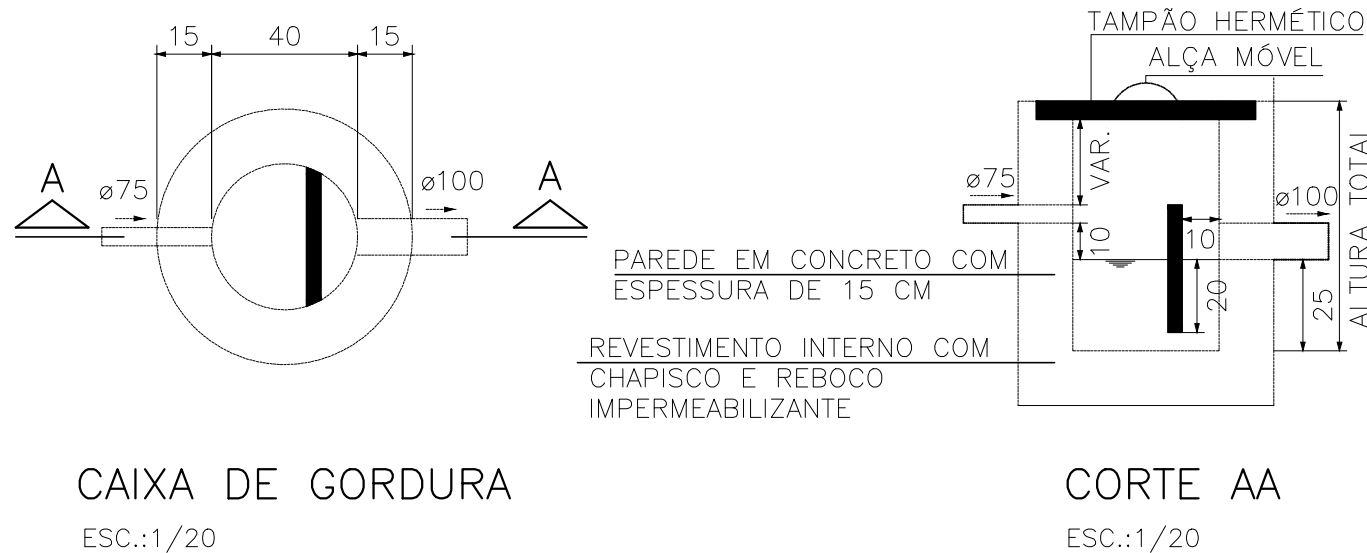 15 40 15
A
ø75
ø100
A
CAIXA DE GORDURA
ESC.:1/20
TAMPÃO HERMÉTICO
ALÇA MÓVEL
ø75
VAR.
10
10
20
ø100
25
ALTURA TOTAL
PAREDE EM CONCRETO COM
ESPESSURA DE 15 CM
REVESTIMENTO INTERNO COM
CHAPISCO E REBOCO
IMPERMEABILIZANTE
CORTE AA
ESC.:1/20